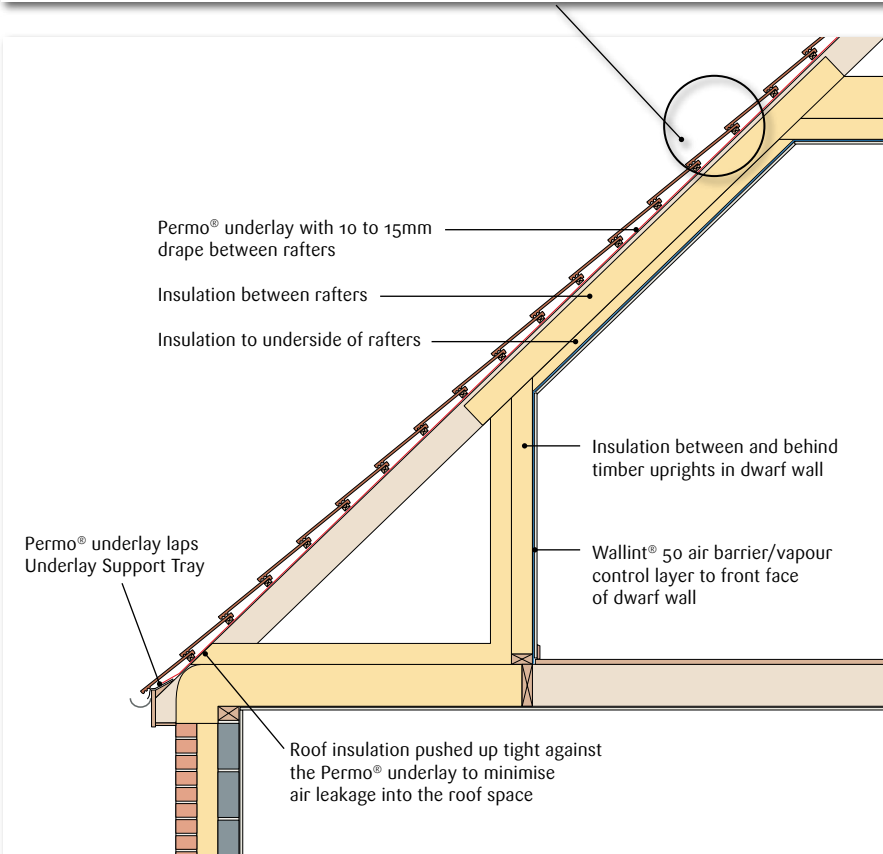 Permo® underlay with 10 to 15mm
drape between rafters
Insulation between rafters
Insulation to underside of rafters
Insulation between and behind
timber uprights in dwarf wall
Permo® underlay laps
Underlay Support Tray
Wallint® 50 air barrier/vapour
control layer to front face
of dwarf wall
Roof insulation pushed up tight against
the Permo® underlay to minimise
air leakage into the roof space